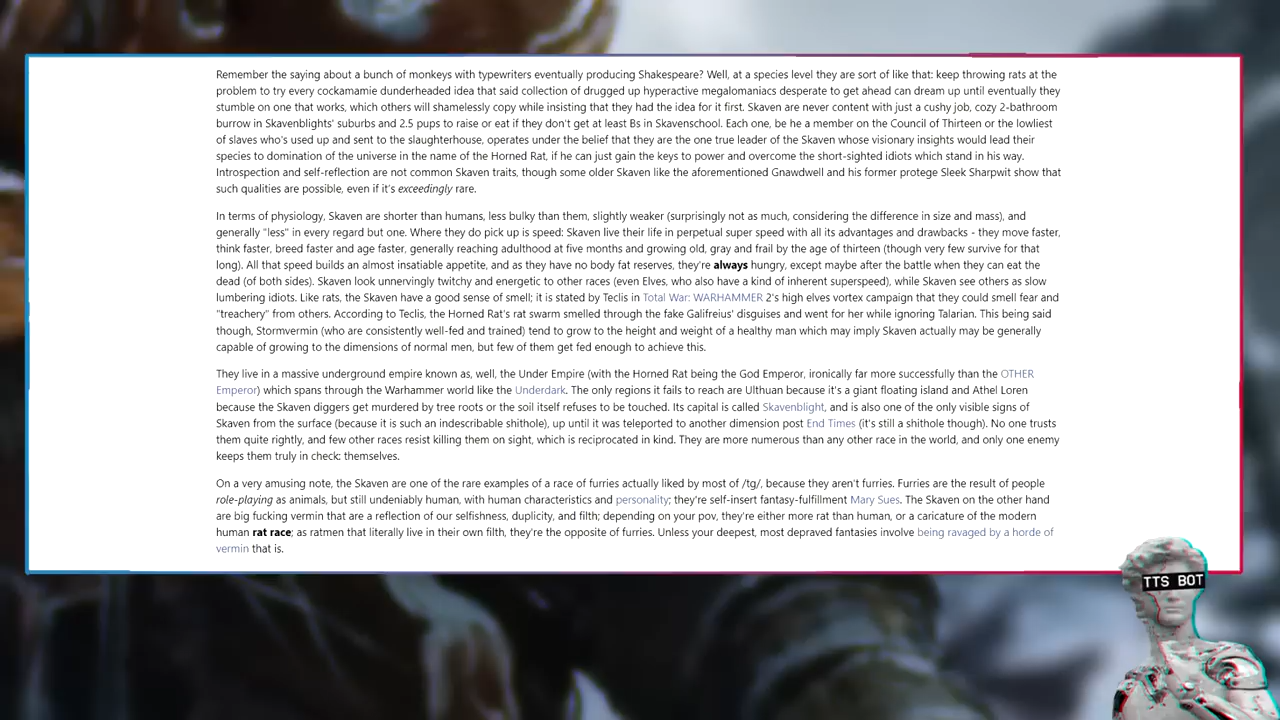 Remember the saying about a bunch of monkeys with typewriters eventually producing Shakespeare? Well, at a species level they are sort of like that: keep throwing rats at the
problem to try every cockamamie dunderheaded idea that said collection of drugged up hyperactive megalomaniacs desperate to get ahead can dream up until eventually they
stumble on one that works, which others will shamelessly copy while insisting that they had the idea for it first. Skaven are never content with just a cushy job, cozy 2-bathroom
burrow in Skavenblights' suburbs and 2.5 pups to raise or eat if they don't get at least Bs in Skavenschool. Each one, be he a member on the Council of Thirteen or the lowliest
of slaves who's used up and sent to the slaughterhouse, operates under the belief that they are the one true leader of the Skaven whose visionary insights would lead their
species to domination of the universe in the name of the Horned Rat, if he can just gain the keys to power and overcome the short-sighted idiots which stand in his way.
Introspection and self-reflection are not common Skaven traits, though some older Skaven like the aforementioned Gnawdwell and his former protege Sleek Sharpwit show that
such qualities are possible, even if it's exceedingly rare.
In terms of physiology, Skaven are shorter than humans, less bulky than them, slightly weaker (surprisingly not as much, considering the difference in size and mass), and
generally "less" in every regard but one. Where they do pick up is speed: Skaven live their life in perpetual super speed with all its advantages and drawbacks - they move faster,
think faster, breed faster and age faster, generally reaching adulthood at five months and growing old, gray and frail by the age of thirteen (though very few survive for that
long). All that speed builds an almost insatiable appetite, and as they have no body fat reserves, they're always hungry, except maybe after the battle when they can eat the
dead (of both sides). Skaven look unnervingly twitchy and energetic to other races (even Elves, who also have a kind of inherent superspeed), while Skaven see others as slow
lumbering idiots. Like rats, the Skaven have a good sense of smell; it is stated by Teclis in Total War: WARHAMMER 2's high elves vortex campaign that they could smell fear and
"treachery" from others. According to Teclis, the Horned Rat's rat swarm smelled through the fake Galifreius' disguises and went for her while ignoring Talarian. This being said
though, Stormvermin (who are consistently well-fed and trained) tend to grow to the height and weight of a healthy man which may imply Skaven actually may be generally
capable of growing to the dimensions of normal men, but few of them get fed enough to achieve this.
They live in a massive underground empire known as, well, the Under Empire (with the Horned Rat being the God Emperor, ironically far more successfully than the OTHER
Emperor) which spans through the Warhammer world like the Underdark. The only regions it fails to reach are Ulthuan because it's a giant floating island and Athel Loren
because the Skaven diggers get murdered by tree roots or the soil itself refuses to be touched. Its capital is called Skavenblight, and is also one of the only visible signs of
Skaven from the surface (because it is such an indescribable shithole), up until it was teleported to another dimension post End Times (it's still a shithole though). No one trusts
them quite rightly, and few other races resist killing them on sight, which is reciprocated in kind. They are more numerous than any other race in the world, and only one enemy
keeps them truly in check: themselves.
On a very amusing note, the Skaven are one of the rare examples of a race of furries actually liked by most of /tg/, because they aren't furries. Furries are the result of people
role-playing as animals, but still undeniably human, with human characteristics and personality; they're self-insert fantasy-fulfillment Mary Sues. The Skaven on the other hand
are big fucking vermin that are a reflection of our selfishness, duplicity, and filth; depending on your pov, they're either more rat than human, or a caricature of the modern
human rat race; as ratmen that literally live in their own filth, they're the opposite of furries. Unless your deepest, most depraved fantasies involve being ravaged by a horde of
vermin that is.
TTS BOT